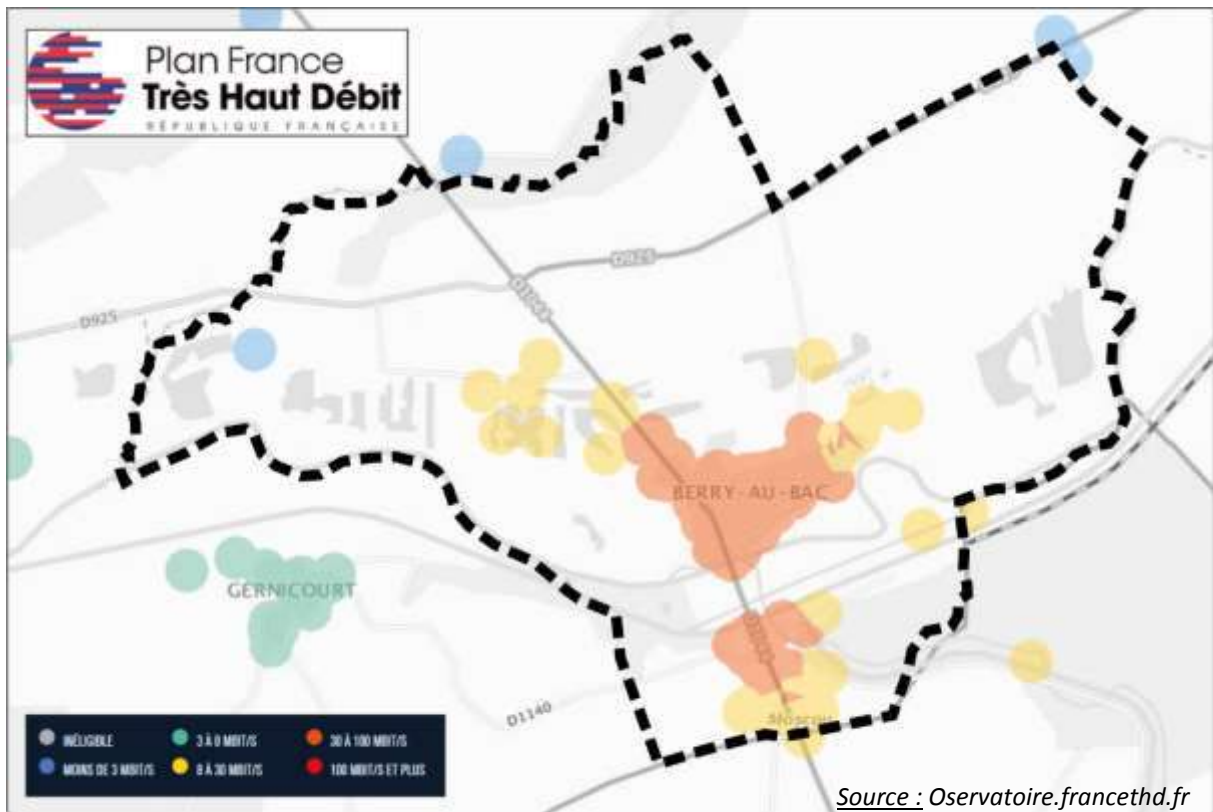 Plan France
Très Haut Débit
RÉPUBLIQUE FRANÇAISE
D925
D925
BERRY-AU-BAC
GERNICOURT
D1140
Moscou
INÉLIGIBLE
3 À 8 MBIT/S
30 À 100 MBIT/S
MOINS DE 3 MBIT/S
8 À 30 MBIT/S
100 MBIT/S ET PLUS
Source : Oservatoire.francethd.fr